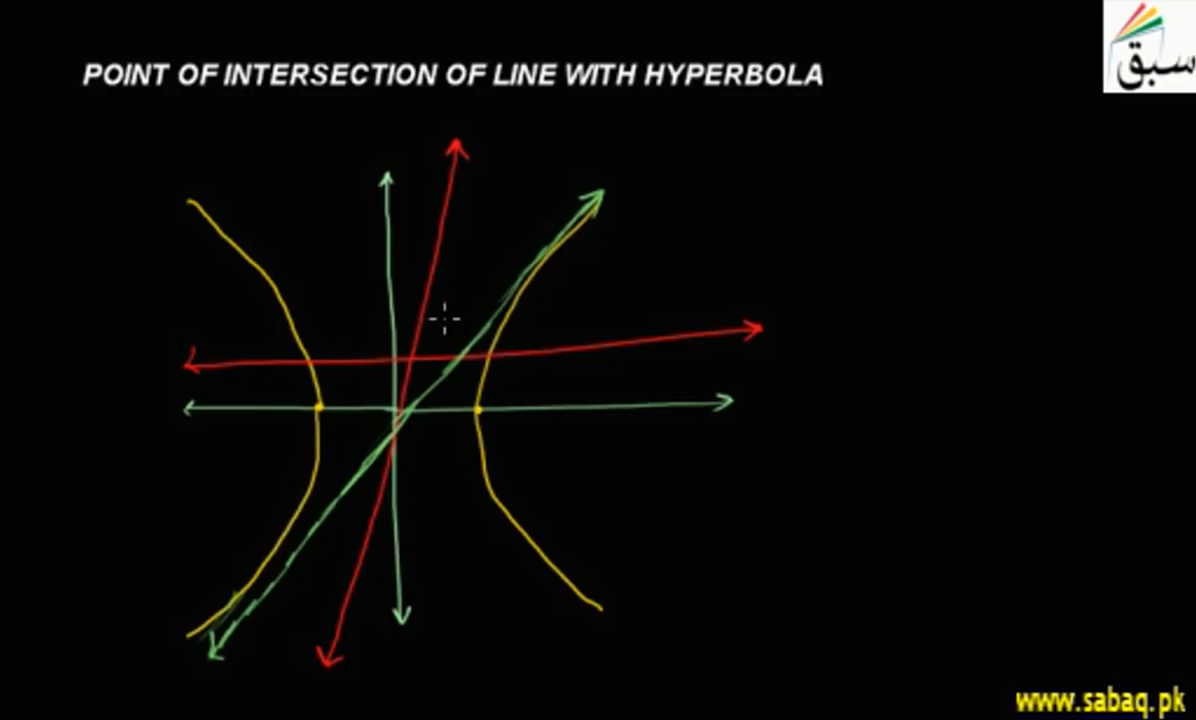 POINT OF INTERSECTION OF LINE WITH HYPERBOLA
سبق
www.sabaq.pk